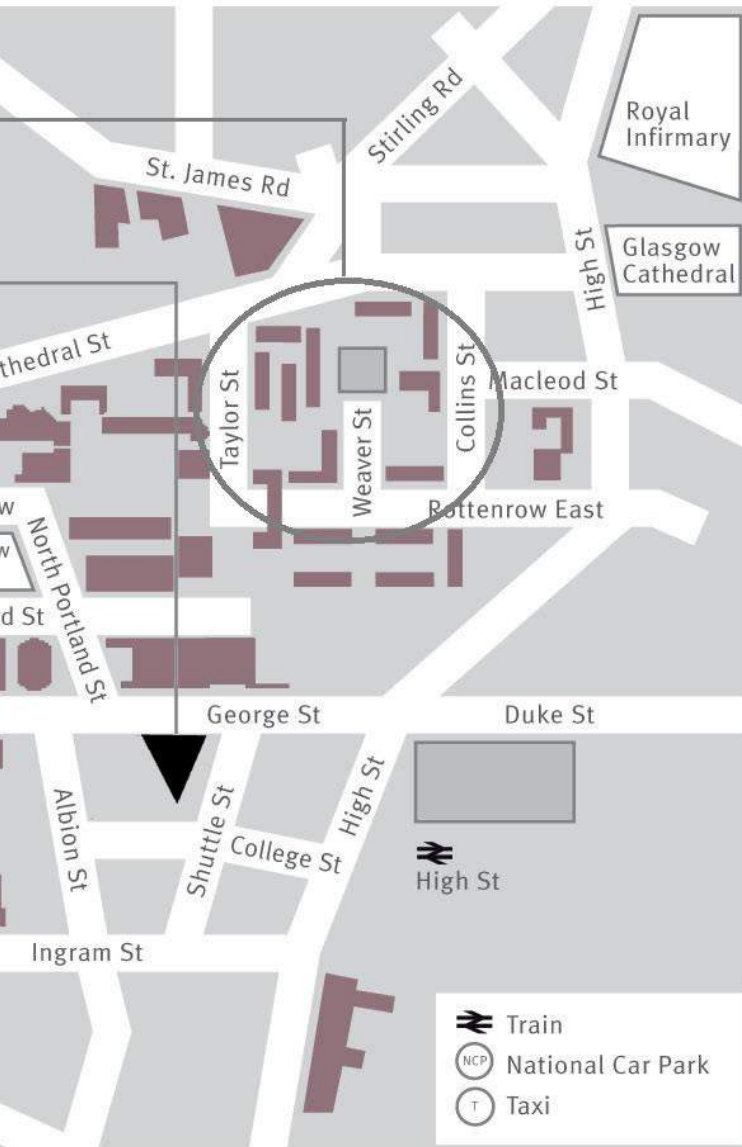 Royal
Infirmary
Stirling Rd
St. James Rd
High St
Glasgow
Cathedral
thedral St
Taylor St
Collins St
Macleod St
Weaver St
Rottenrow East
w
w
North Portland St
d St
George St
Duke St
High St
Albion St
Shuttle St
College St
High St
Ingram St
Train
NCP
National Car Park
T
Taxi